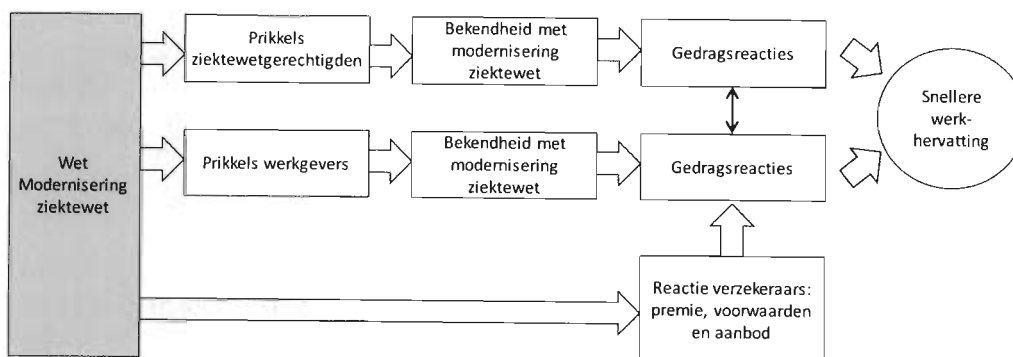 Wet
Modernisering
ziektewet
Prikkels
ziektewetgerechtigden
Bekendheid met
modernisering
ziektewet
Gedragsreacties
Prikkels werkgevers
Bekendheid met
modernisering
ziektewet
Gedragsreacties
Snellere
werk-
hervatting
Reactie verzekeraars:
premie, voorwaarden
en aanbod